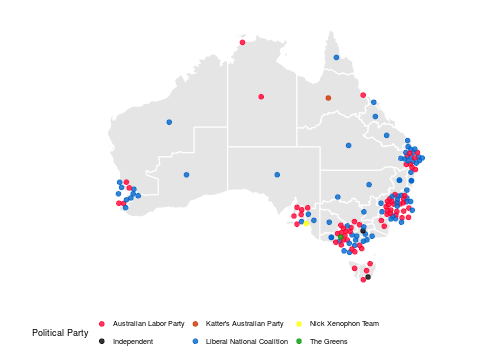 Political Party
Australian Labor Party Katter's Australian Party Nick Xenophon Team
Independent Liberal National Coalition The Greens